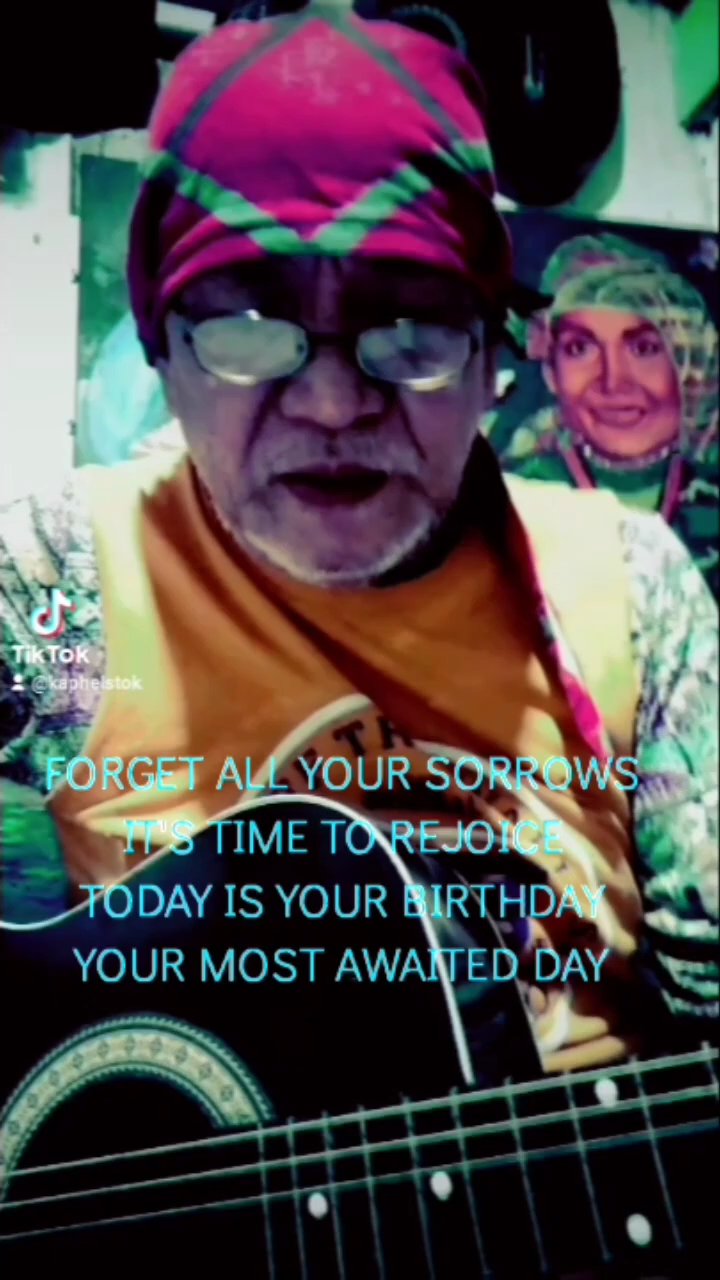 TikTok
@kaphelstok
FORGET ALL YOUR SORROWS
IT'S TIME TO REJOICE
TODAY IS YOUR BIRTHDAY
YOUR MOST AWAITED DAY